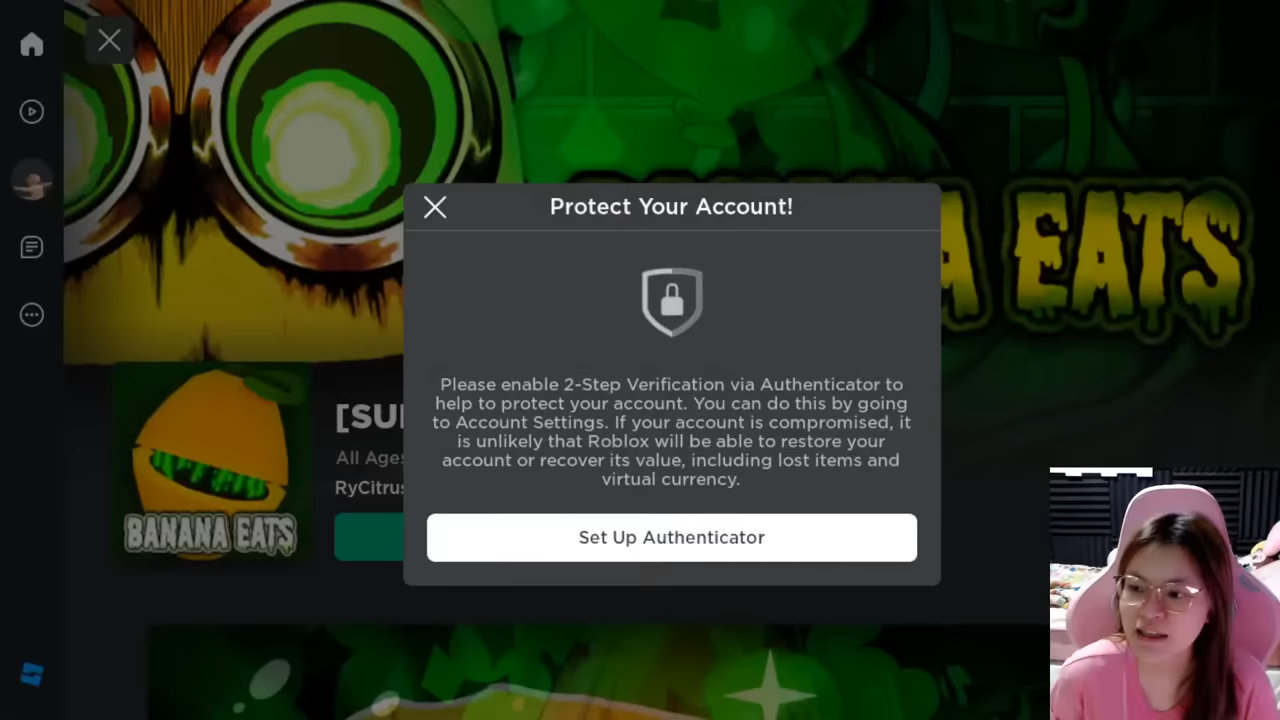 Protect Your Account!
EATS
Please enable 2-Step Verification via Authenticator to
help to protect your account. You can do this by going
to Account Settings. If your account is compromised, it
is unlikely that Roblox will be able to restore your
account or recover its value, including lost items and
virtual currency.
Set Up Authenticator
[SU
All Ages
RyCitrus
BANANA EATS